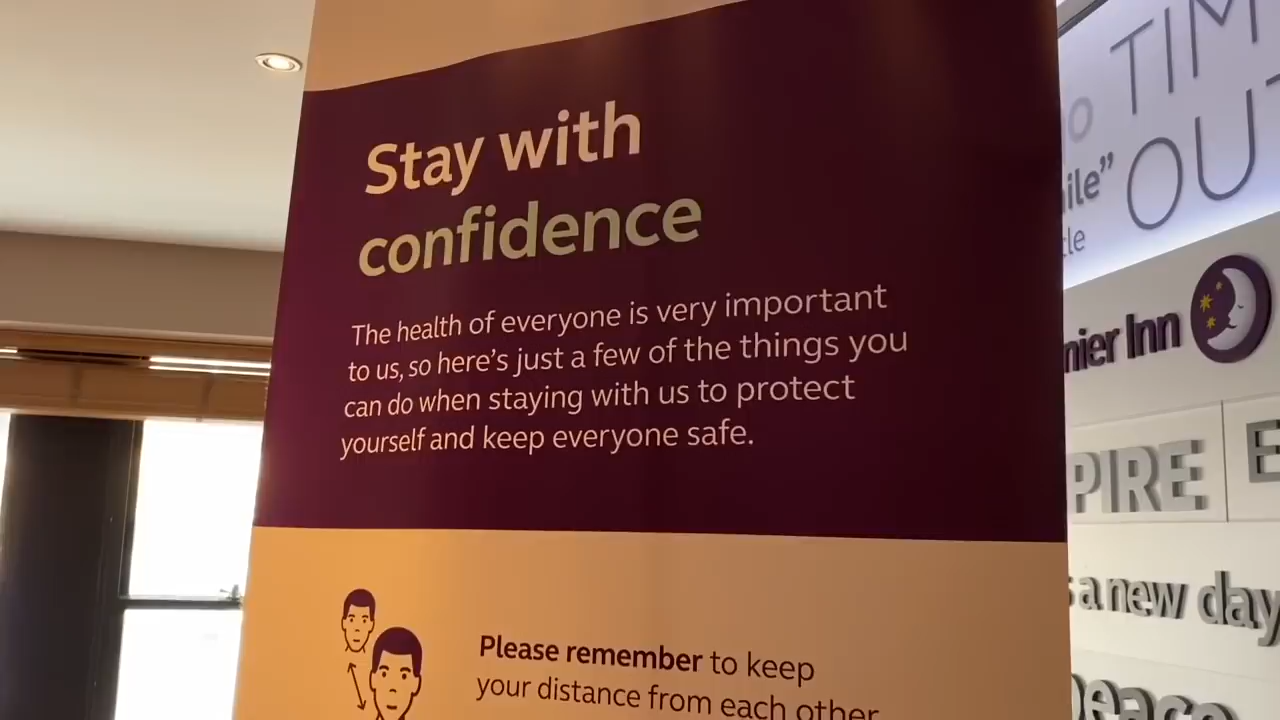 Stay with
confidence
The health of everyone is very important
to us, so here's just a few of the things you
can do when staying with us to protect
yourself and keep everyone safe.
Please remember to keep
your distance from each other
TIM
OU
Inn
PIRE
E
a new day